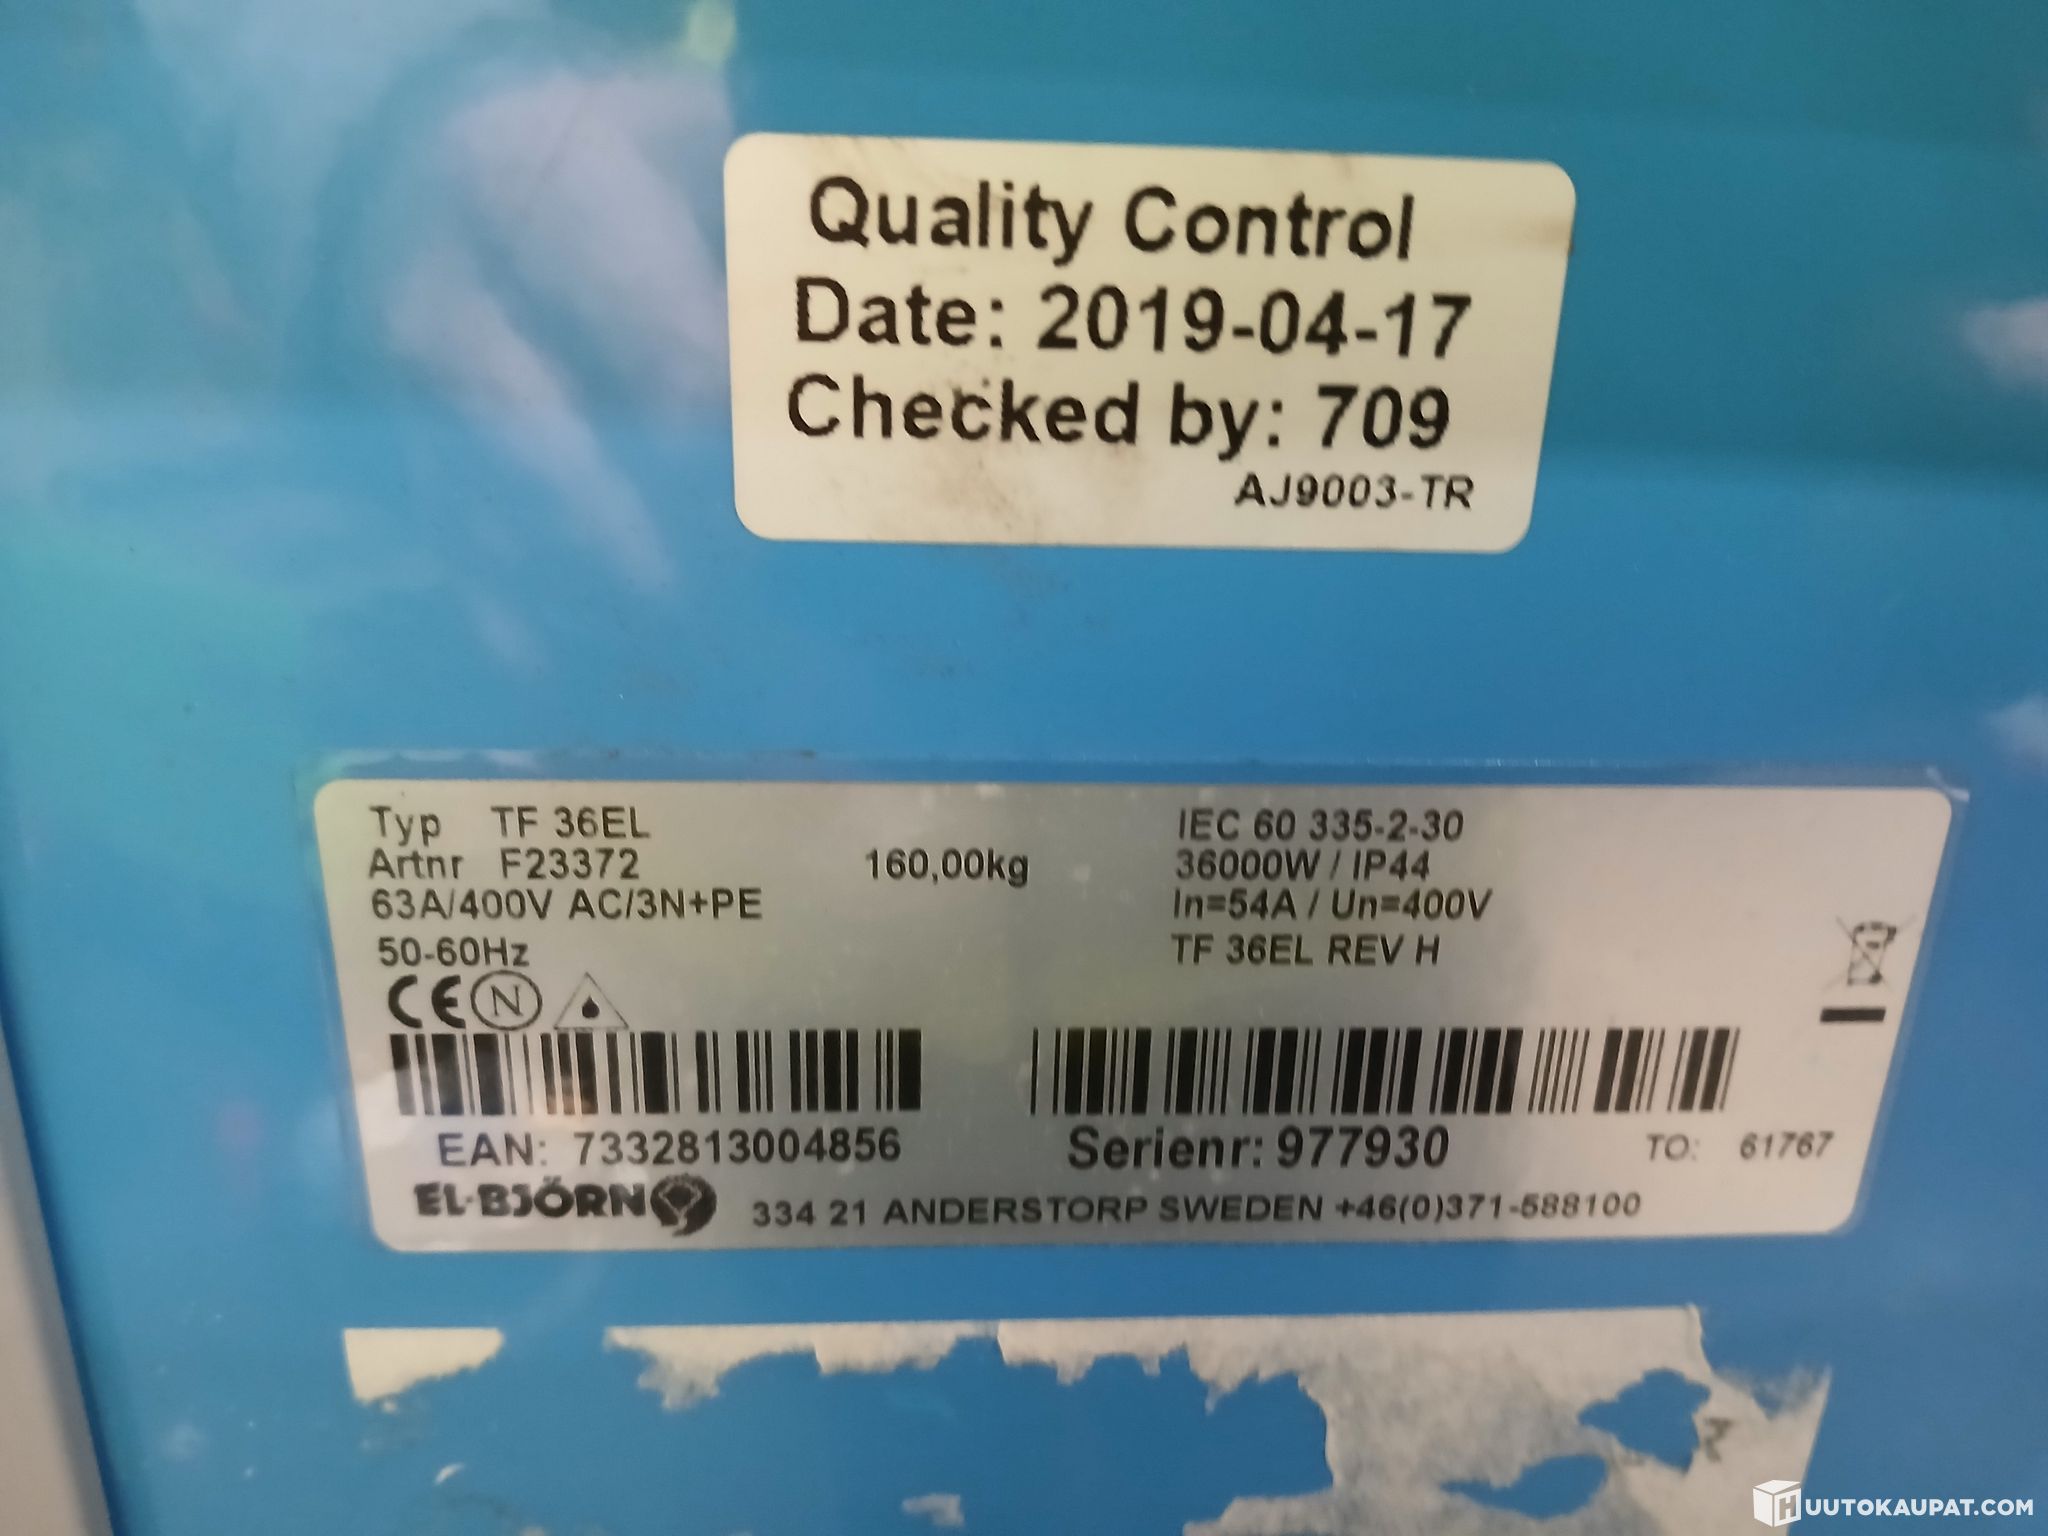 Quality Control
Date: 2019-04-17
Checked by: 709
AJ9003-TR
Typ TF 36EL
Artnr F23372 160,00kg
63A/400V AC/3N+PE
50-60Hz
CE N
IEC 60 335-2-30
36000W / IP44
In=54A / Un=400V
TF 36EL REV H
EAN: 7332813004856
Serienr: 977930
TO: 61767
EL-BJÖRN
334 21 ANDERSTORP SWEDEN +46(0)371-588100
HUUTOKAUPAT.COM